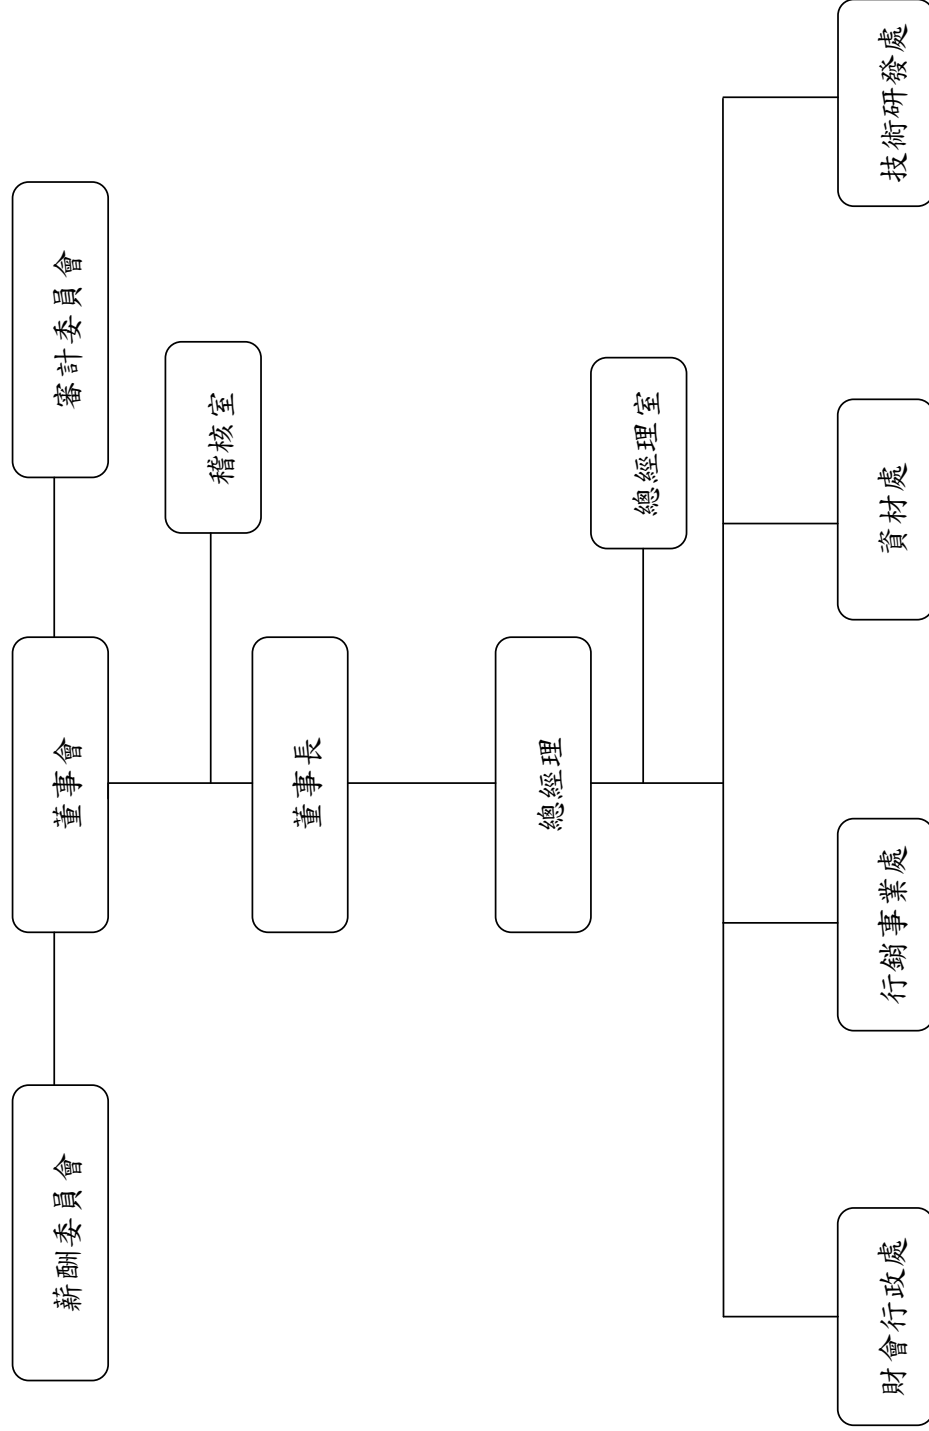 薪酬委員會
董事會
審計委員會
稽核室
董事長
總經理
總經理室
財會行政處
行銷事業處
資材處
技術研發處